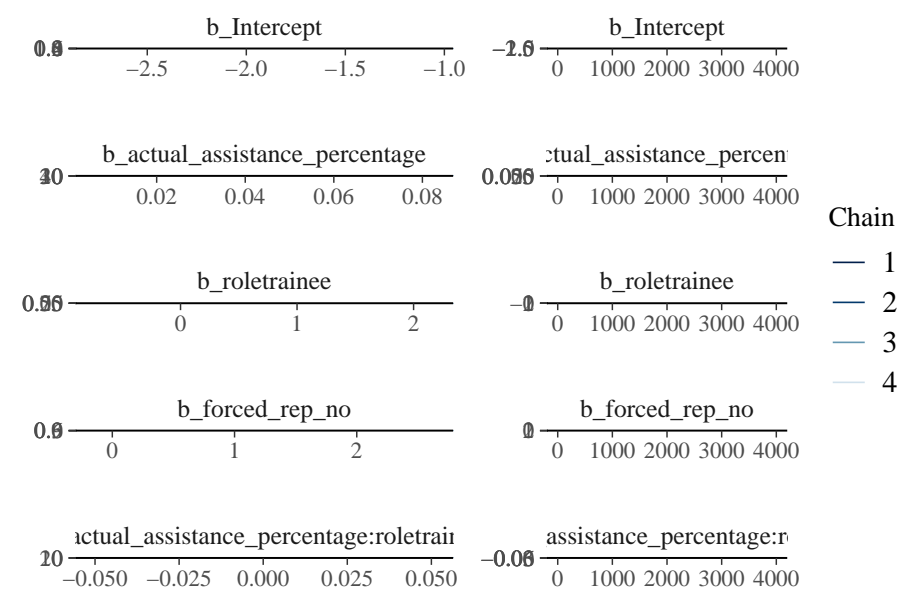 b_Intercept b_Intercept
−2.5 −2.0 −1.5 −1.0 0 1000 2000 3000 4000
b_actual_assistance_percentage ctual_assistance_percent
0.02 0.04 0.06 0.08 0 1000 2000 3000 4000
Chain
b_roletrainee b_roletrainee
1
0 1 2 0 1000 2000 3000 4000
2
3
4
b_forced_rep_no b_forced_rep_no
0 1 2 0 1000 2000 3000 4000
actual_assistance_percentage:roletrain assistance_percentage:r
−0.050 −0.025 0.000 0.025 0.050 0 1000 2000 3000 4000